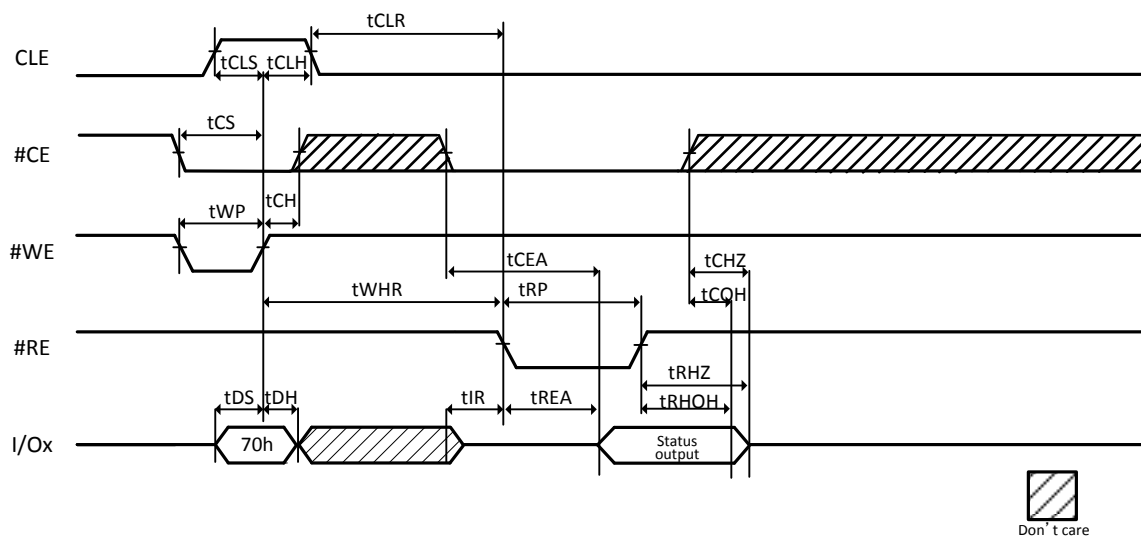 tCLR
CLE
tCLS tCLH
tCS
#CE
tCH
tWP
#WE
tCEA
tCHZ
tWHR
tRP
tCOH
#RE
tRHZ
tDS tDH
tIR
tREA
tRHOH
I/Ox
70h
Status
output
Don't care